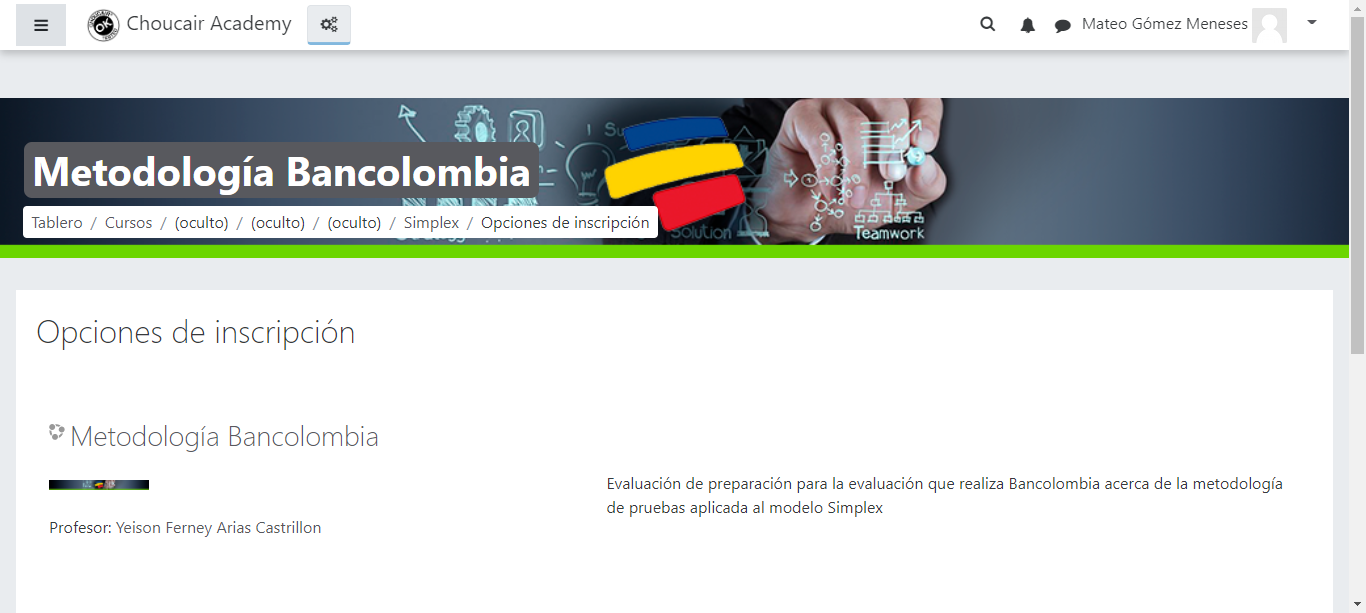 Choucair Academy
Mateo Gómez Meneses
Metodología Bancolombia
Tablero / Cursos / (oculto) / (oculto) / (oculto) / Simplex / Opciones de inscripción
Solution
Teamwork
Opciones de inscripción
Metodología Bancolombia
Evaluación de preparación para la evaluación que realiza Bancolombia acerca de la metodología
de pruebas aplicada al modelo Simplex
Profesor: Yeison Ferney Arias Castrillon